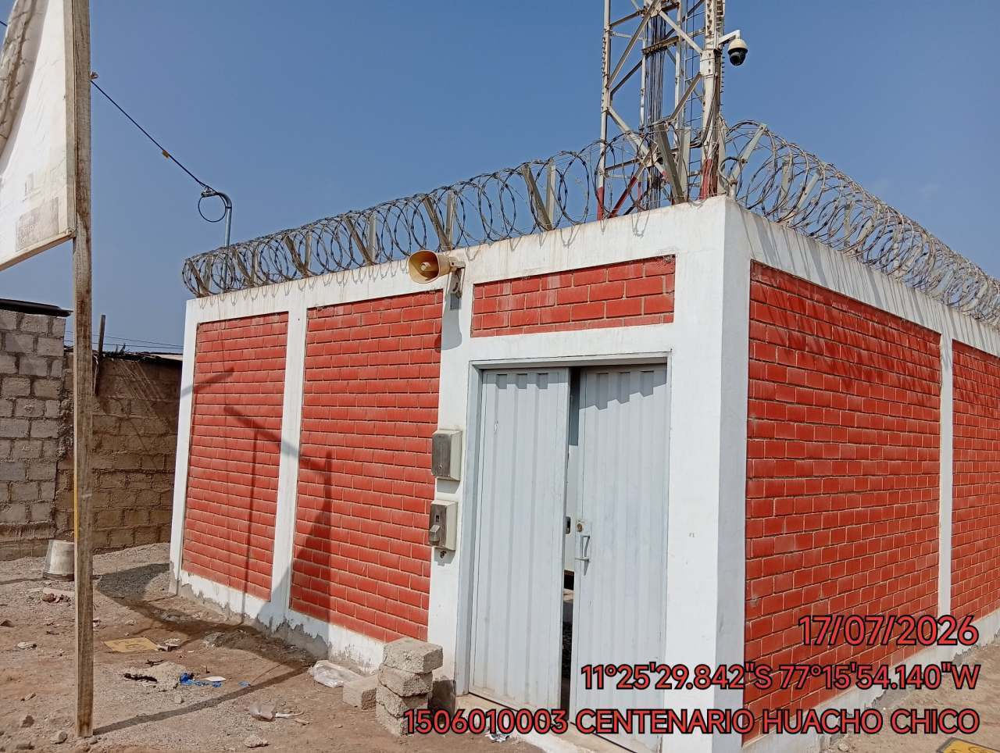 17/07/2026
11°25'29.842"S 77°15'54.140"W
1506010003 CENTENARIO HUACHO CHICO